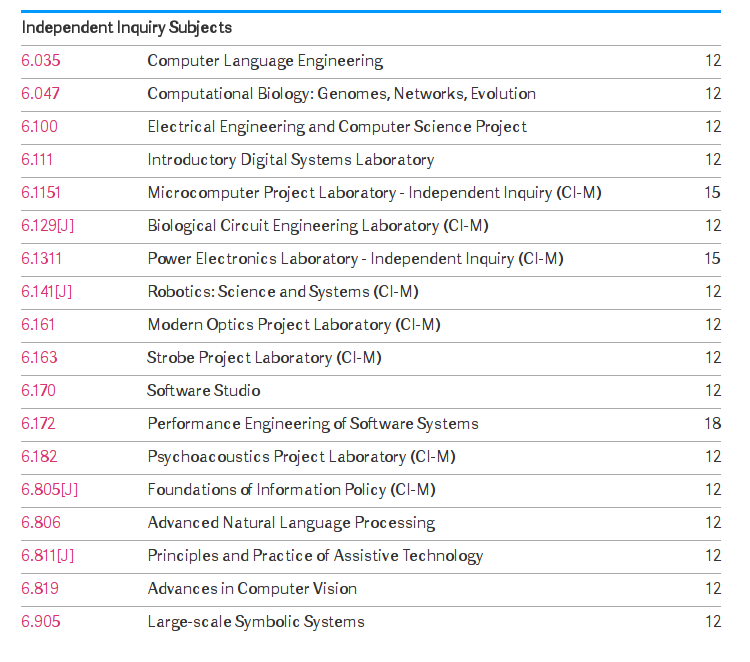 Independent Inquiry Subjects
6.035 Computer Language Engineering 12
6.047 Computational Biology: Genomes, Networks, Evolution 12
6.100 Electrical Engineering and Computer Science Project 12
6.111 Introductory Digital Systems Laboratory 12
6.1151 Microcomputer Project Laboratory - Independent Inquiry (CI-M) 15
6.129[J] Biological Circuit Engineering Laboratory (CI-M) 12
6.1311 Power Electronics Laboratory - Independent Inquiry (CI-M) 15
6.141[J] Robotics: Science and Systems (CI-M) 12
6.161 Modern Optics Project Laboratory (CI-M) 12
6.163 Strobe Project Laboratory (CI-M) 12
6.170 Software Studio 12
6.172 Performance Engineering of Software Systems 18
6.182 Psychoacoustics Project Laboratory (CI-M) 12
6.805[J] Foundations of Information Policy (CI-M) 12
6.806 Advanced Natural Language Processing 12
6.811[J] Principles and Practice of Assistive Technology 12
6.819 Advances in Computer Vision 12
6.905 Large-scale Symbolic Systems 12